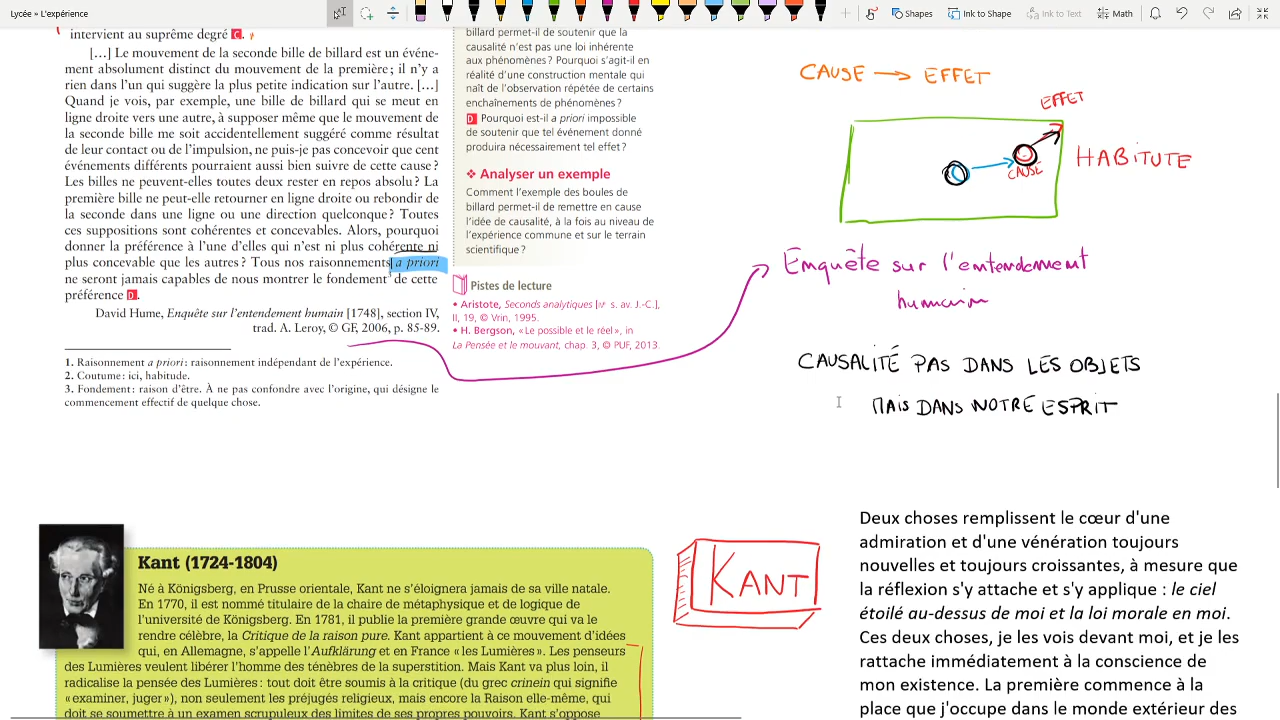 Lycée » L'expérience
Shapes
Ink to Shape
Ink to Text
Math
intervient au suprême degré C.
[…] Le mouvement de la seconde bille de billard est un événe-
ment absolument distinct du mouvement de la première ; il n'y a
rien dans l'un qui suggère la plus petite indication sur l'autre. […]
Quand je vois, par exemple, une bille de billard qui se meut en
ligne droite vers une autre, à supposer même que le mouvement de
la seconde bille me soit accidentellement suggéré comme résultat
de leur contact ou de l'impulsion, ne puis-je pas concevoir que cent
événements différents pourraient aussi bien suivre de cette cause ?
Les billes ne peuvent-elles toutes deux rester en repos absolu ? La
première bille ne peut-elle retourner en ligne droite ou rebondir de
la seconde dans une ligne ou une direction quelconque ? Toutes
ces suppositions sont cohérentes et concevables. Alors, pourquoi
donner la préférence à l'une d'elles qui n'est ni plus cohérente ni
plus concevable que les autres ? Tous nos raisonnements a priori
ne seront jamais capables de nous montrer le fondement³ de cette
préférence D.
David Hume, Enquête sur l'entendement humain [1748], section IV,
trad. A. Leroy, © GF, 2006, p. 85-89.
1. Raisonnement a priori : raisonnement indépendant de l'expérience.
2. Coutume : ici, habitude.
3. Fondement : raison d'être. À ne pas confondre avec l'origine, qui désigne le
commencement effectif de quelque chose.
billard permet-il de soutenir que la
causalité n'est pas une loi inhérente
aux phénomènes ? Pourquoi s'agit-il en
réalité d'une construction mentale qui
naît de l'observation répétée de certains
enchaînements de phénomènes ?
D Pourquoi est-il a priori impossible
de soutenir que tel événement donné
produira nécessairement tel effet ?
❖ Analyser un exemple
Comment l'exemple des boules de
billard permet-il de remettre en cause
l'idée de causalité, à la fois au niveau de
l'expérience commune et sur le terrain
scientifique ?
Pistes de lecture
• Aristote, Seconds analytiques [IVᵉ s. av. J.-C.],
II, 19, © Vrin, 1995.
• H. Bergson, « Le possible et le réel », in
La Pensée et le mouvant, chap. 3, © PUF, 2013.
CAUSE → EFFET
EFFET
CAUSE
HABITUTE
Enquête sur l'entendement
humain
CAUSALITÉ PAS DANS LES OBJETS
MAIS DANS NOTRE ESPRIT
Kant (1724-1804)
Né à Königsberg, en Prusse orientale, Kant ne s'éloignera jamais de sa ville natale.
En 1770, il est nommé titulaire de la chaire de métaphysique et de logique de
l'université de Königsberg. En 1781, il publie la première grande œuvre qui va le
rendre célèbre, la Critique de la raison pure. Kant appartient à ce mouvement d'idées
qui, en Allemagne, s'appelle l'Aufklärung et en France « les Lumières ». Les penseurs
des Lumières veulent libérer l'homme des ténèbres de la superstition. Mais Kant va plus loin, il
radicalise la pensée des Lumières : tout doit être soumis à la critique (du grec crinein qui signifie
« examiner, juger »), non seulement les préjugés religieux, mais encore la Raison elle-même, qui
doit se soumettre à un examen scrupuleux des limites de ses propres pouvoirs. Kant s'oppose
KANT
Deux choses remplissent le cœur d'une
admiration et d'une vénération toujours
nouvelles et toujours croissantes, à mesure que
la réflexion s'y attache et s'y applique : le ciel
étoilé au-dessus de moi et la loi morale en moi.
Ces deux choses, je les vois devant moi, et je les
rattache immédiatement à la conscience de
mon existence. La première commence à la
place que j'occupe dans le monde extérieur des